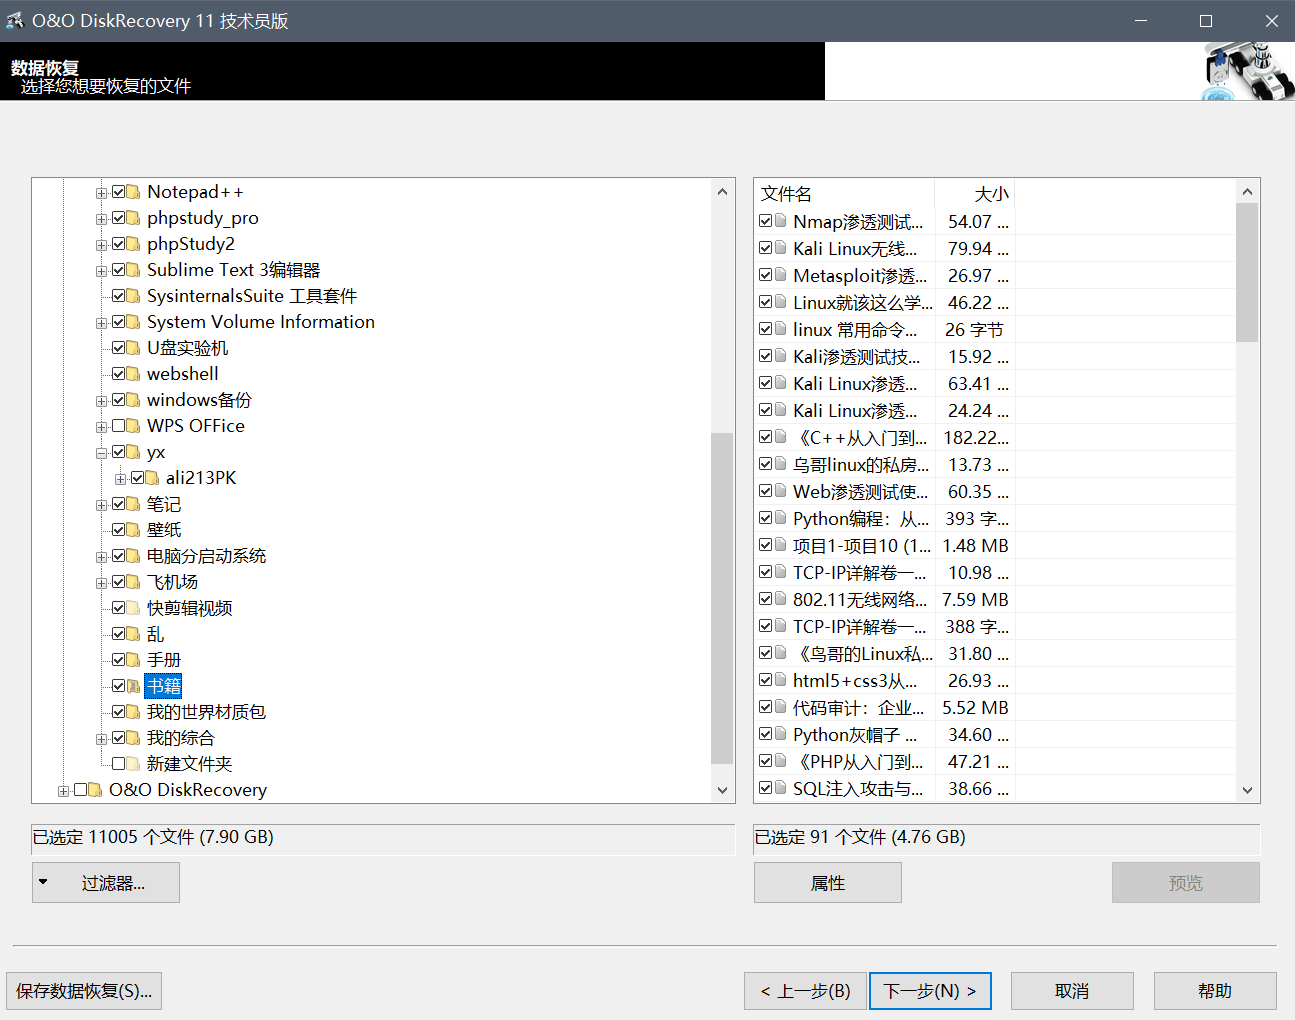 O&O DiskRecovery 11 技术员版
数据恢复
选择您想要恢复的文件
Notepad++
phpstudy_pro
phpStudy2
Sublime Text 3编辑器
SysinternalsSuite 工具套件
System Volume Information
U盘实验机
webshell
windows备份
WPS OFFice
yx
ali213PK
笔记
壁纸
电脑分启动系统
飞机场
快剪辑视频
乱
手册
书籍
我的世界材质包
我的综合
新建文件夹
O&O DiskRecovery
文件名 大小
Nmap渗透测试... 54.07 ...
Kali Linux无线... 79.94 ...
Metasploit渗透... 26.97 ...
Linux就该这么学... 46.22 ...
linux 常用命令... 26 字节
Kali渗透测试技... 15.92 ...
Kali Linux渗透... 63.41 ...
Kali Linux渗透... 24.24 ...
《C++从入门到... 182.22...
鸟哥linux的私房... 13.73 ...
Web渗透测试使... 60.35 ...
Python编程：从... 393 字...
项目1-项目10 (1... 1.48 MB
TCP-IP详解卷一... 10.98 ...
802.11无线网络... 7.59 MB
TCP-IP详解卷一... 388 字...
《鸟哥的Linux私... 31.80 ...
html5+css3从... 26.93 ...
代码审计：企业... 5.52 MB
Python灰帽子 ... 34.60 ...
《PHP从入门到... 47.21 ...
SQL注入攻击与... 38.66 ...
已选定 11005 个文件 (7.90 GB)
已选定 91 个文件 (4.76 GB)
过滤器...
属性
预览
保存数据恢复(S)...
< 上一步(B)
下一步(N) >
取消
帮助